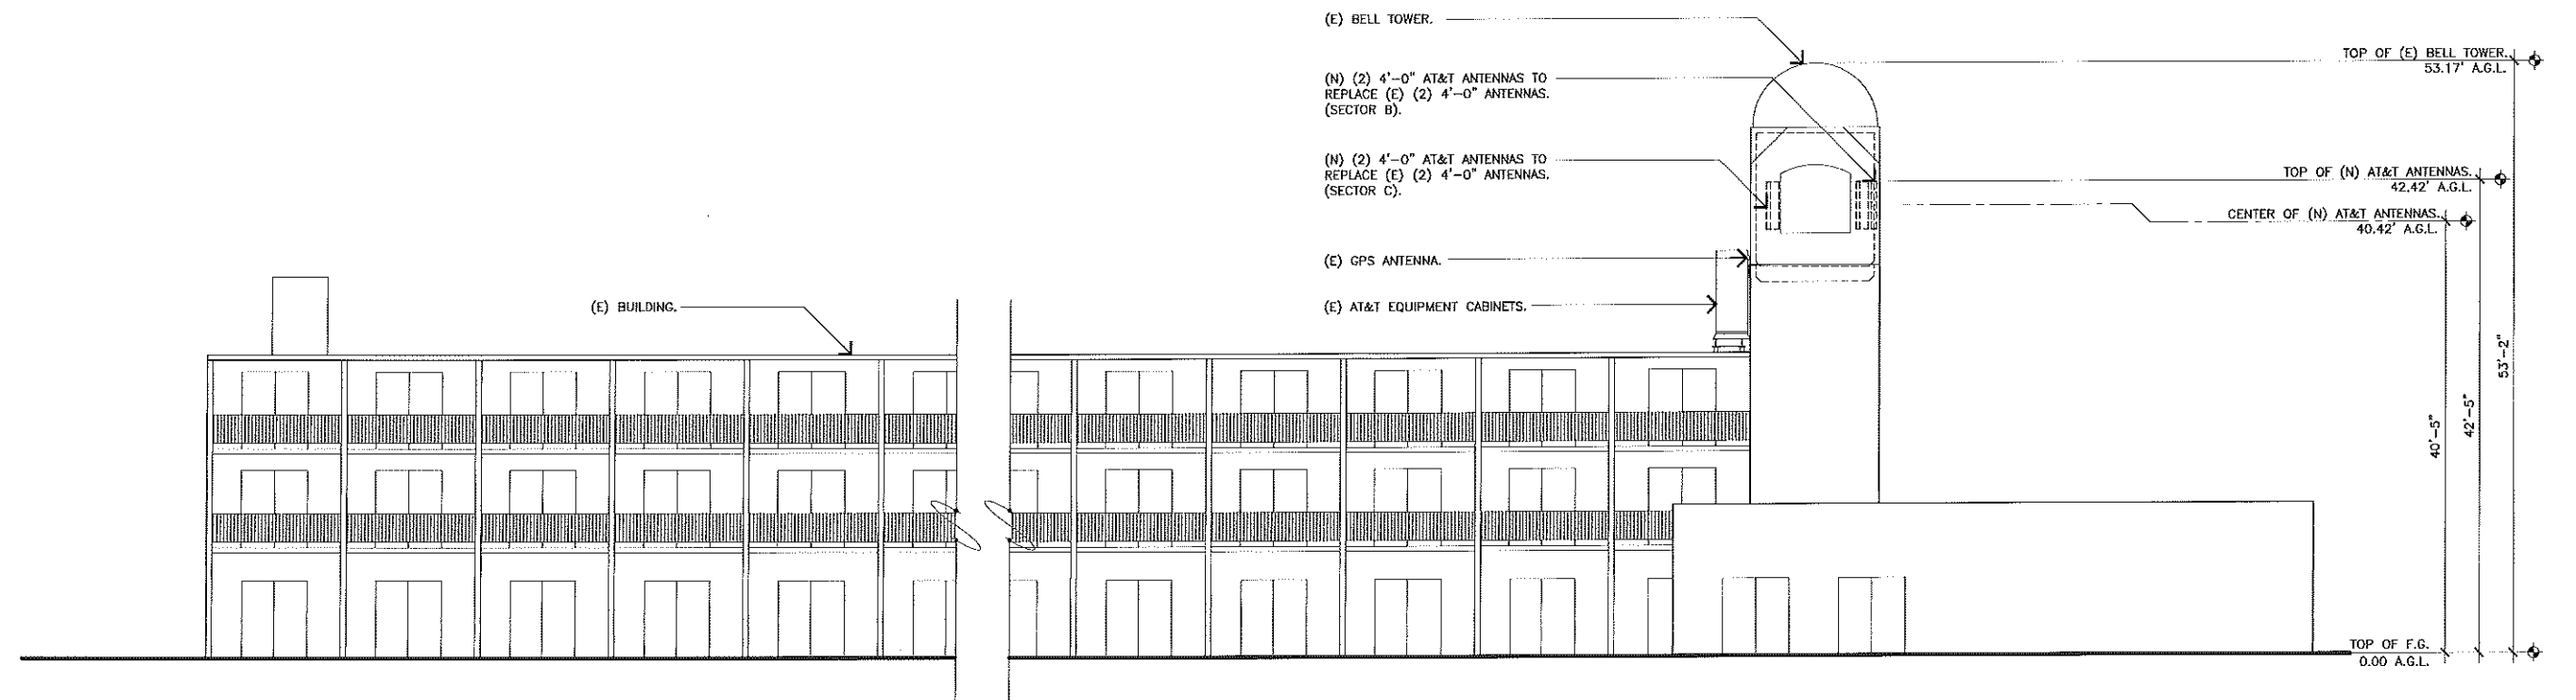 (E) BELL TOWER.
(N) (2) 4'-0" AT&T ANTENNAS TO
REPLACE (E) (2) 4'-0" ANTENNAS.
(SECTOR B).
(N) (2) 4'-0" AT&T ANTENNAS TO
REPLACE (E) (2) 4'-0" ANTENNAS.
(SECTOR C).
(E) GPS ANTENNA.
(E) AT&T EQUIPMENT CABINETS.
(E) BUILDING.
TOP OF (E) BELL TOWER.
53.17' A.G.L.
TOP OF (N) AT&T ANTENNAS.
42.42' A.G.L.
CENTER OF (N) AT&T ANTENNAS.
40.42' A.G.L.
40'-5"
42'-5"
53'-2"
TOP OF F.G.
0.00 A.G.L.